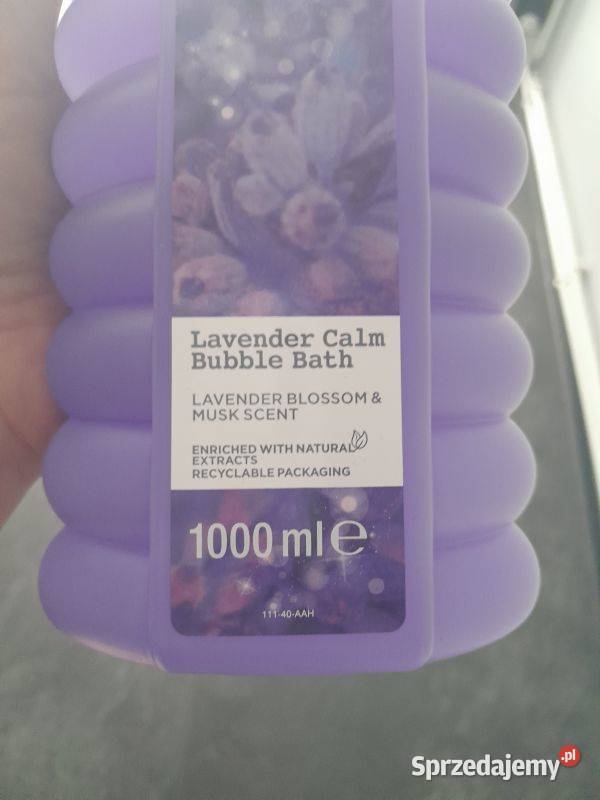 Lavender Calm
Bubble Bath
LAVENDER BLOSSOM &
MUSK SCENT
ENRICHED WITH NATURAL
EXTRACTS
RECYCLABLE PACKAGING
1000 ml ℮
111-40-AAH
Sprzedajemy.pl